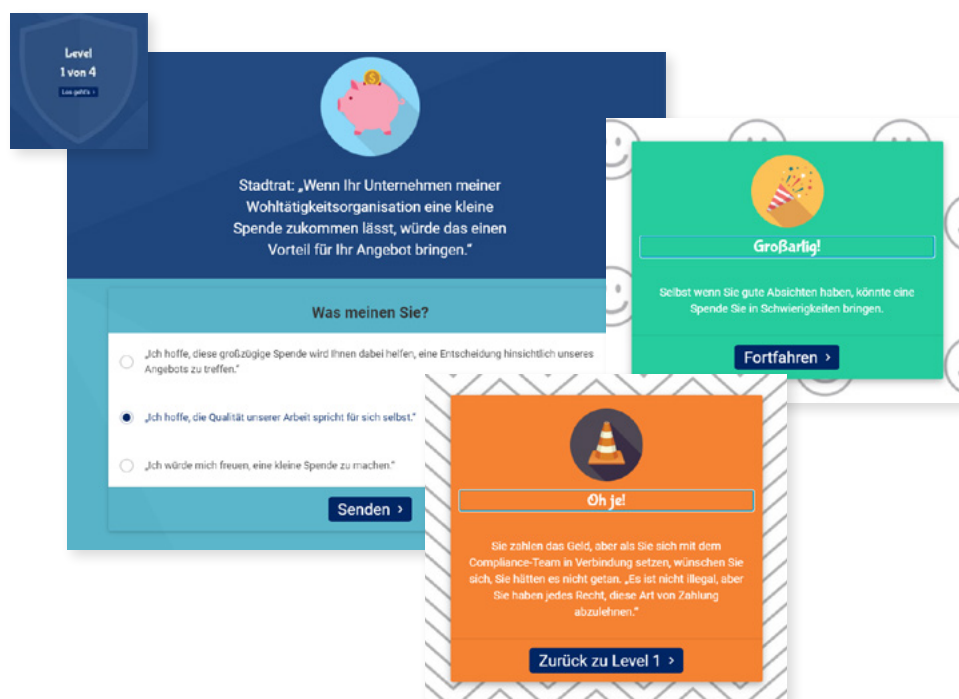 Level
1 von 4
Los geht's >
Stadtrat: „Wenn Ihr Unternehmen meiner
Wohltätigkeitsorganisation eine kleine
Spende zukommen lässt, würde das einen
Vorteil für Ihr Angebot bringen.“
Was meinen Sie?
„Ich hoffe, diese großzügige Spende wird Ihnen dabei helfen, eine Entscheidung hinsichtlich unseres
Angebots zu treffen.“
„Ich hoffe, die Qualität unserer Arbeit spricht für sich selbst.“
„Ich würde mich freuen, eine kleine Spende zu machen.“
Senden >
Großartig!
Selbst wenn Sie gute Absichten haben, könnte eine
Spende Sie in Schwierigkeiten bringen.
Fortfahren >
Oh je!
Sie zahlen das Geld, aber als Sie sich mit dem
Compliance-Team in Verbindung setzen, wünschen Sie
sich, Sie hätten es nicht getan. „Es ist nicht illegal, aber
Sie haben jedes Recht, diese Art von Zahlung
abzulehnen.“
Zurück zu Level 1 >